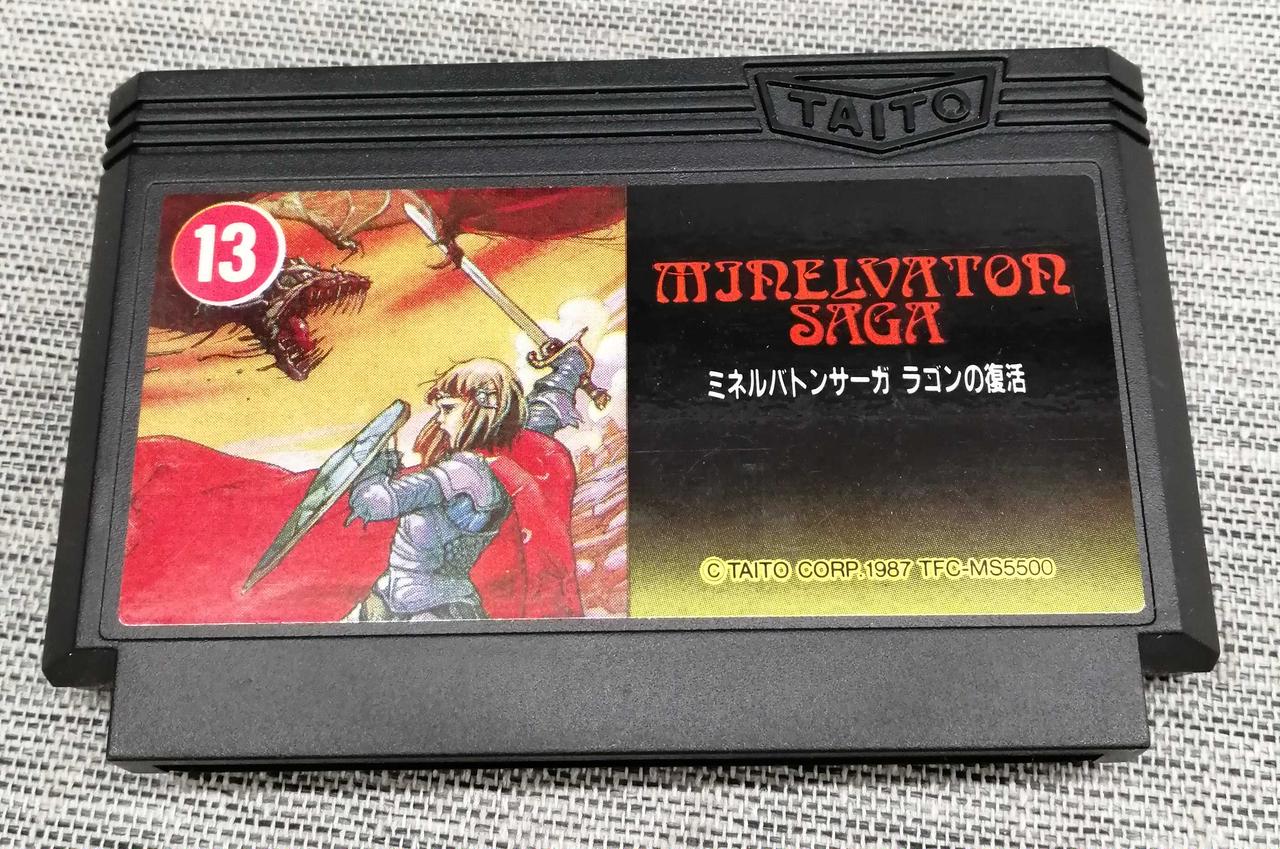 TAITO
13
MINELVATON
SAGA
ミネルバトンサーガ ラゴンの復活
©TAITO CORP.1987 TFC-MS5500